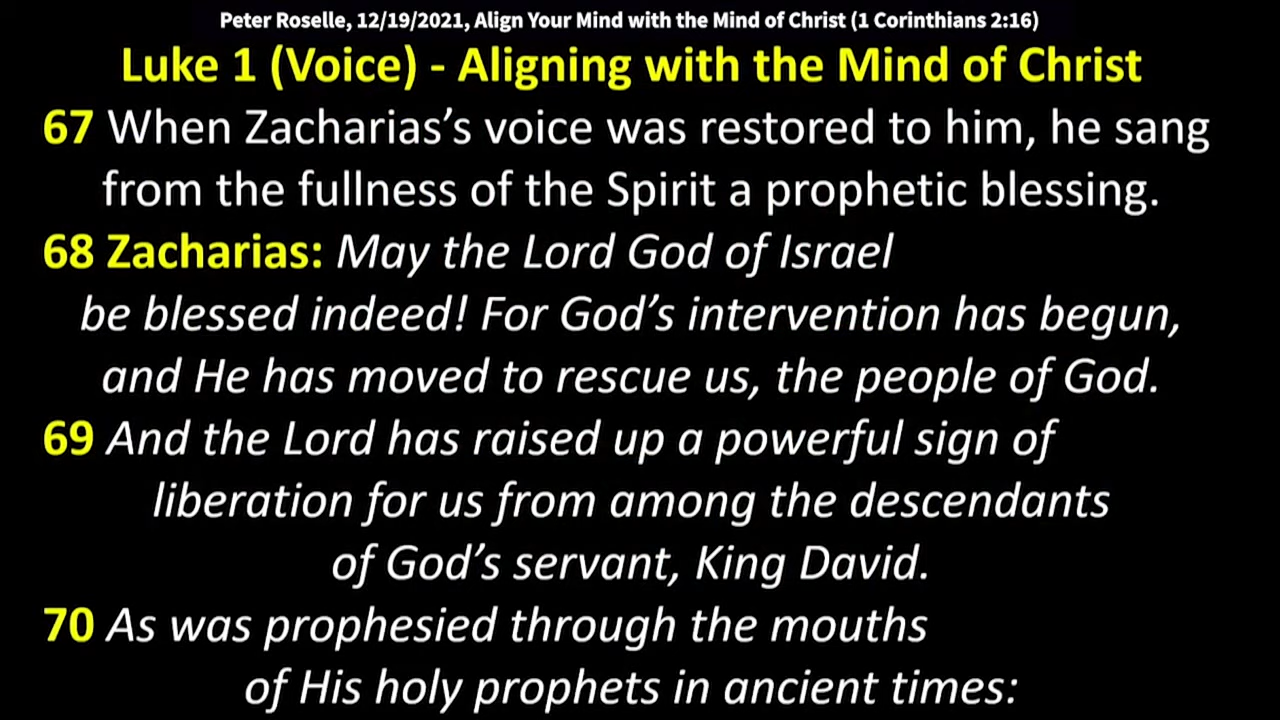 Peter Roselle, 12/19/2021, Align Your Mind with the Mind of Christ (1 Corinthians 2:16)
Luke 1 (Voice) - Aligning with the Mind of Christ
67 When Zacharias’s voice was restored to him, he sang
from the fullness of the Spirit a prophetic blessing.
68 Zacharias: May the Lord God of Israel
be blessed indeed! For God’s intervention has begun,
and He has moved to rescue us, the people of God.
69 And the Lord has raised up a powerful sign of
liberation for us from among the descendants
of God’s servant, King David.
70 As was prophesied through the mouths
of His holy prophets in ancient times: